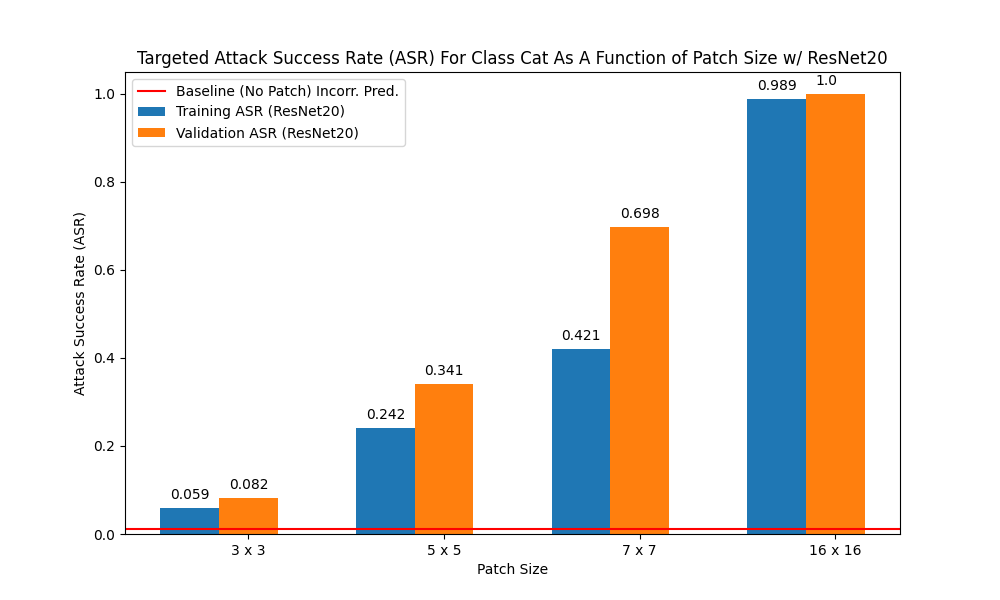 Targeted Attack Success Rate (ASR) For Class Cat As A Function of Patch Size w/ ResNet20
Baseline (No Patch) Incorr. Pred.
Training ASR (ResNet20)
Validation ASR (ResNet20)
Attack Success Rate (ASR)
1.0
0.8
0.6
0.4
0.2
0.0
0.059
0.082
0.242
0.341
0.421
0.698
0.989
1.0
3 x 3
5 x 5
7 x 7
16 x 16
Patch Size